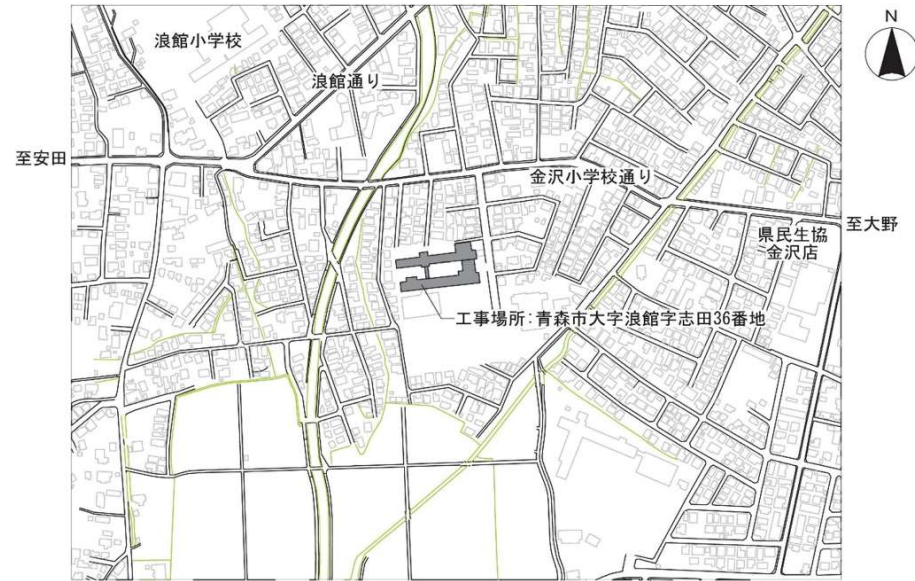 N
浪館小学校
浪館通り
至安田
金沢小学校通り
至大野
県民生協
金沢店
工事場所:青森市大字浪館字志田36番地